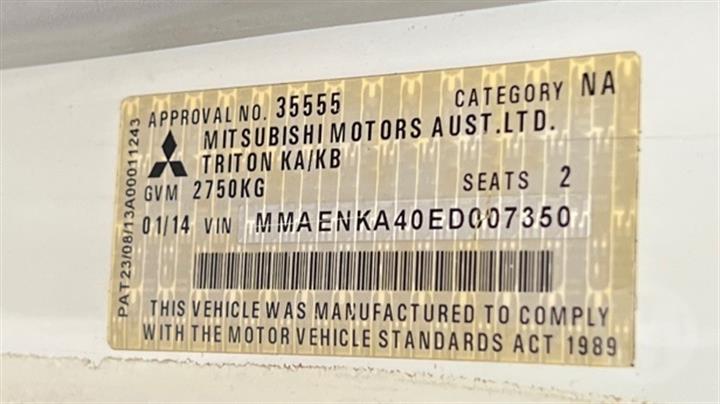 APPROVAL NO. 35555 CATEGORY NA
MITSUBISHI MOTORS AUST.LTD.
TRITON KA/KB
GVM 2750KG SEATS 2
01/14 VIN MMAENKA40ED007350
THIS VEHICLE WAS MANUFACTURED TO COMPLY
WITH THE MOTOR VEHICLE STANDARDS ACT 1989
PAT23/08/13A00011243